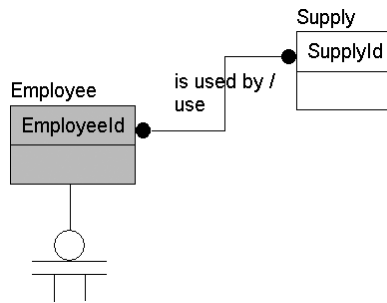 Supply
SupplyId
is used by /
use
Employee
EmployeeId